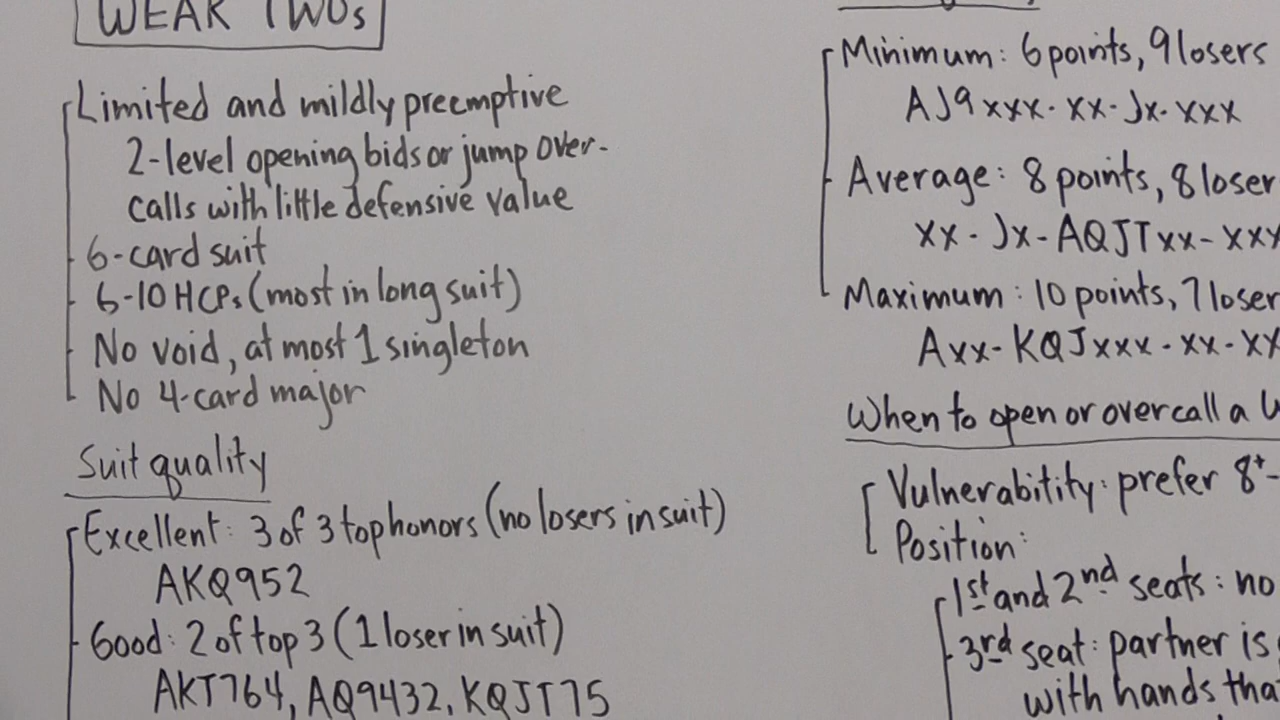 WEAK TWOs
Limited and mildly preemptive
2-level opening bids or jump over-
calls with little defensive value
6-card suit
6-10 HCPs (most in long suit)
No void, at most 1 singleton
No 4-card major
Suit quality
Excellent: 3 of 3 top honors (no losers in suit)
AKQ952
Good: 2 of top 3 (1 loser in suit)
AKT764, AQ9432, KQJT75
Minimum: 6 points, 9 losers
AJ9xxx-xx-Jx-xxx
Average: 8 points, 8 loser
xx-Jx-AQJTxx-xxx
Maximum: 10 points, 7 loser
Axx-KQJxxx-xx-xx
When to open or overcall a
Vulnerabitity: prefer 8+-
Position:
1st and 2nd seats: no
3rd seat: partner is
with hands tha